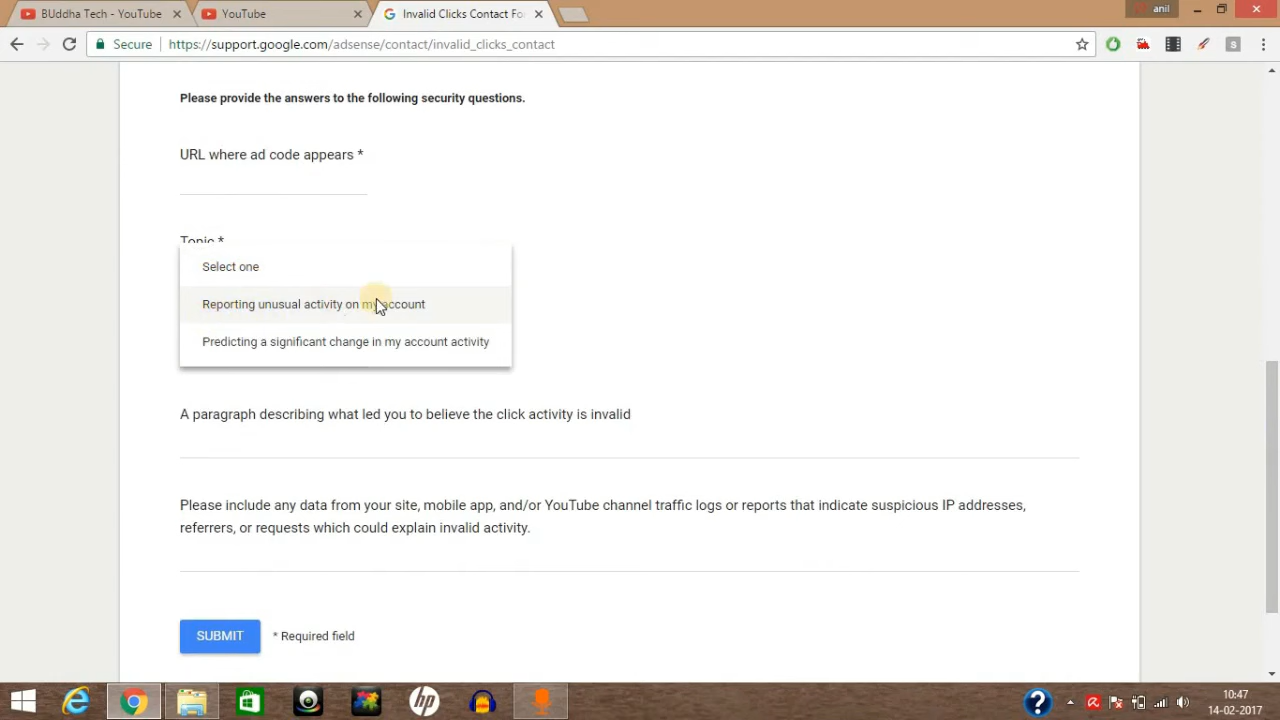 BUddha Tech - YouTube
YouTube
Invalid Clicks Contact Fo
anil
Secure
https://support.google.com/adsense/contact/invalid_clicks_contact
s
Please provide the answers to the following security questions.
URL where ad code appears *
Topic *
Select one
Reporting unusual activity on my account
Predicting a significant change in my account activity
A paragraph describing what led you to believe the click activity is invalid
Please include any data from your site, mobile app, and/or YouTube channel traffic logs or reports that indicate suspicious IP addresses,
referrers, or requests which could explain invalid activity.
SUBMIT
* Required field
hp
?
10:47
14-02-2017